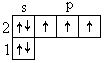 s p
2 ↑↓ ↑ ↑ ↑
1 ↑↓